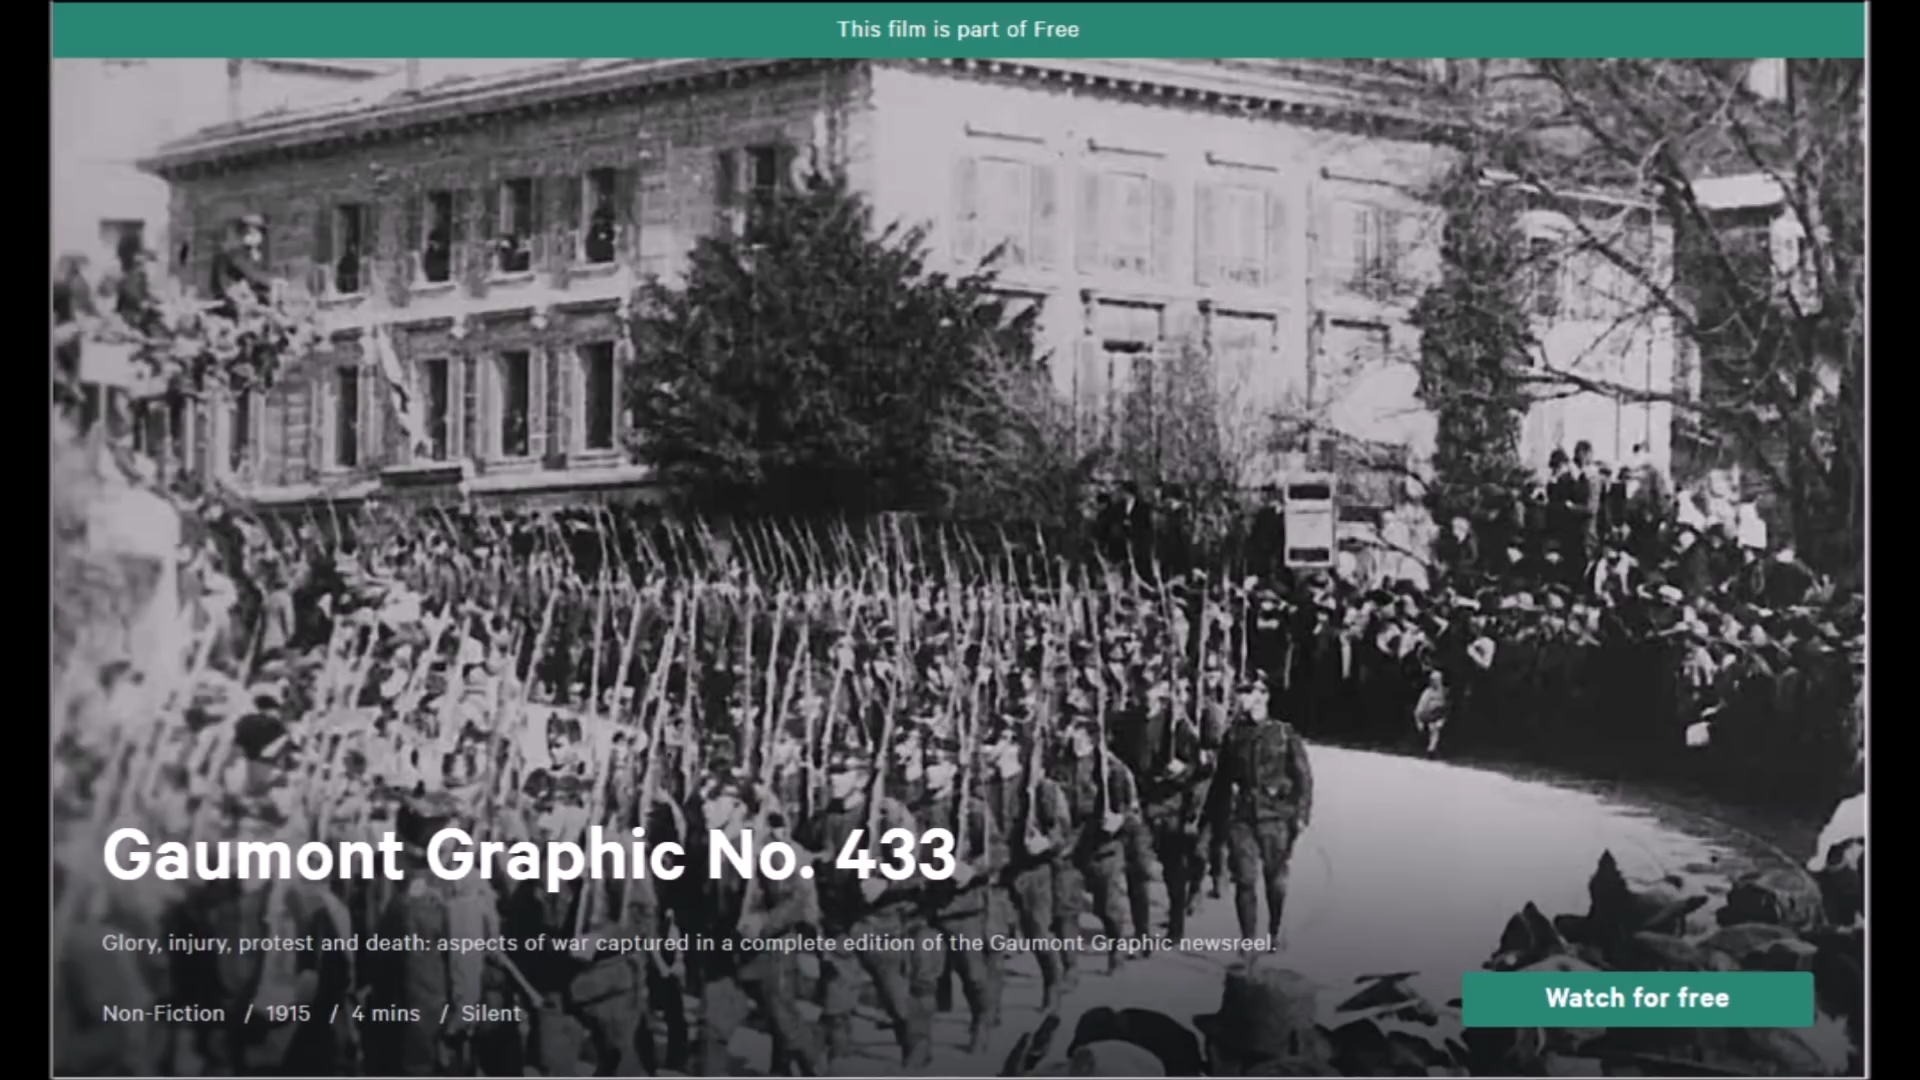 This film is part of Free
Gaumont Graphic No. 433
Glory, injury, protest and death: aspects of war captured in a complete edition of the Gaumont Graphic newsreel.
Non-Fiction / 1915 / 4 mins / Silent
Watch for free